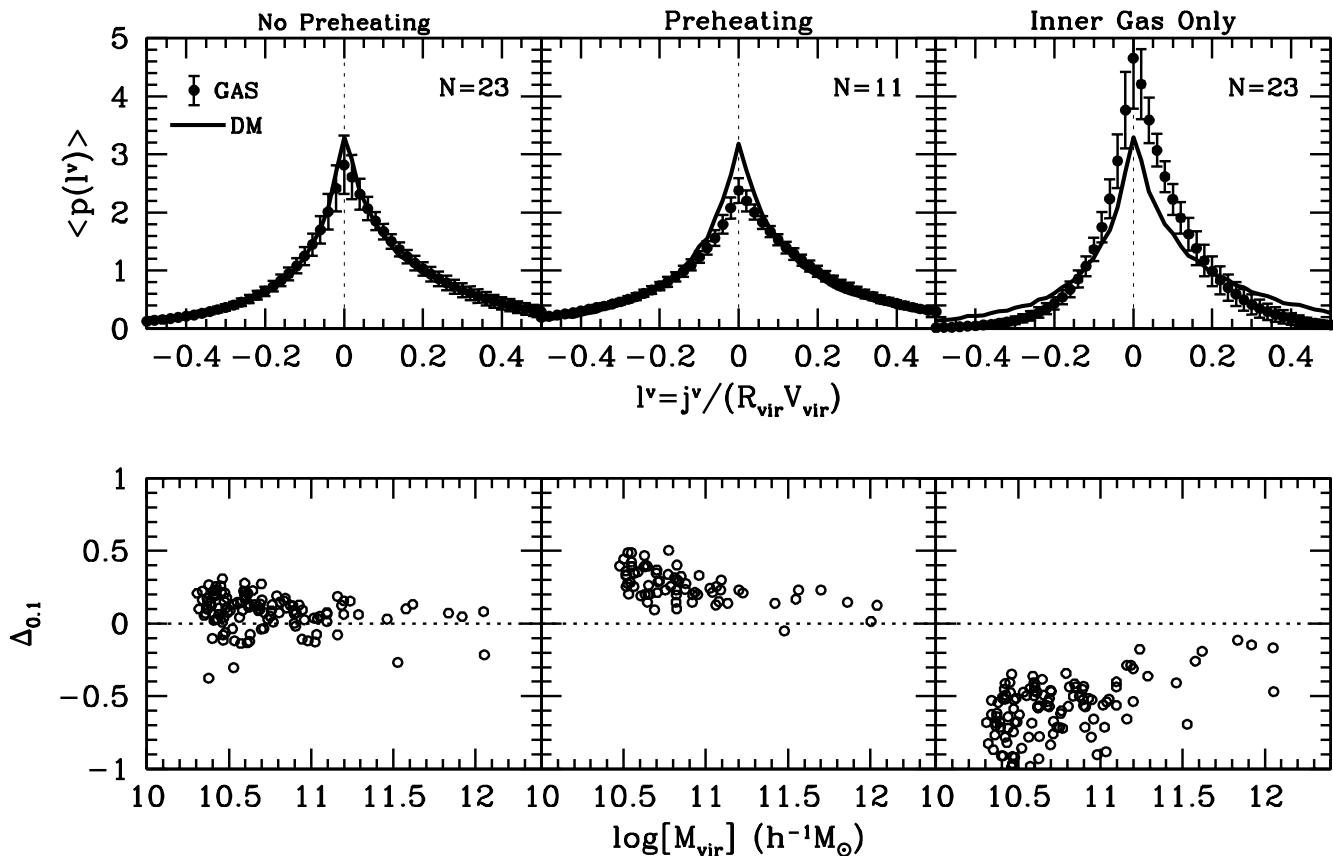 No Preheating Preheating Inner Gas Only
5 GAS N=23 N=11 N=23
4 DM
3
2
1
0
<p(lᵛ)>
−0.4 −0.2 0 0.2 0.4 −0.4 −0.2 0 0.2 0.4 −0.4 −0.2 0 0.2 0.4
lᵛ=jᵛ/(R_vir V_vir)
1
0.5
0
−0.5
−1
Δ_0.1
10 10.5 11 11.5 12 10 10.5 11 11.5 12 10 10.5 11 11.5 12
log[M_vir] (h⁻¹M_⊙)